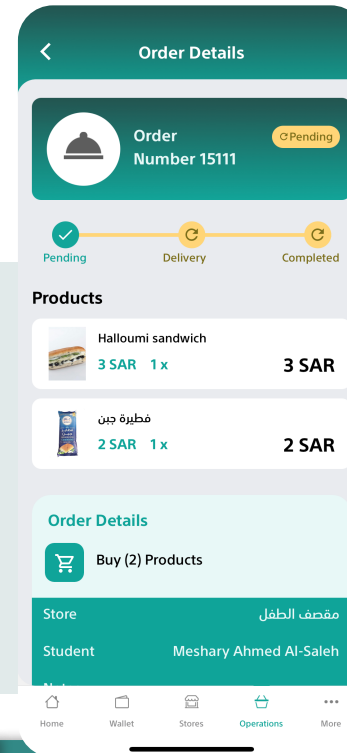 Order Details
Order
Number 15111
Pending
Pending
Delivery
Completed
Products
Halloumi sandwich
3 SAR 1 x
3 SAR
فطيرة جبن
2 SAR 1 x
2 SAR
Order Details
Buy (2) Products
Store
مقصف الطفل
Student
Meshary Ahmed Al-Saleh
Home
Wallet
Stores
Operations
More